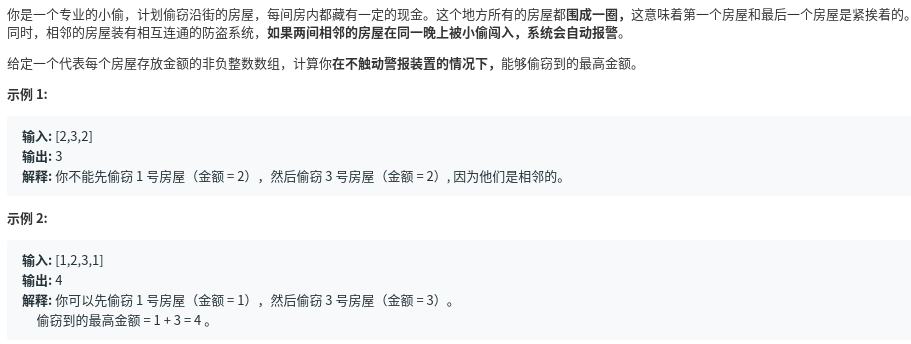 你是一个专业的小偷，计划偷窃沿街的房屋，每间房内都藏有一定的现金。这个地方所有的房屋都围成一圈，这意味着第一个房屋和最后一个房屋是紧挨着的。
同时，相邻的房屋装有相互连通的防盗系统，如果两间相邻的房屋在同一晚上被小偷闯入，系统会自动报警。
给定一个代表每个房屋存放金额的非负整数数组，计算你在不触动警报装置的情况下，能够偷窃到的最高金额。
示例 1:
输入: [2,3,2]
输出: 3
解释: 你不能先偷窃 1 号房屋（金额 = 2），然后偷窃 3 号房屋（金额 = 2）, 因为他们是相邻的。
示例 2:
输入: [1,2,3,1]
输出: 4
解释: 你可以先偷窃 1 号房屋（金额 = 1），然后偷窃 3 号房屋（金额 = 3）。
偷窃到的最高金额 = 1 + 3 = 4 。